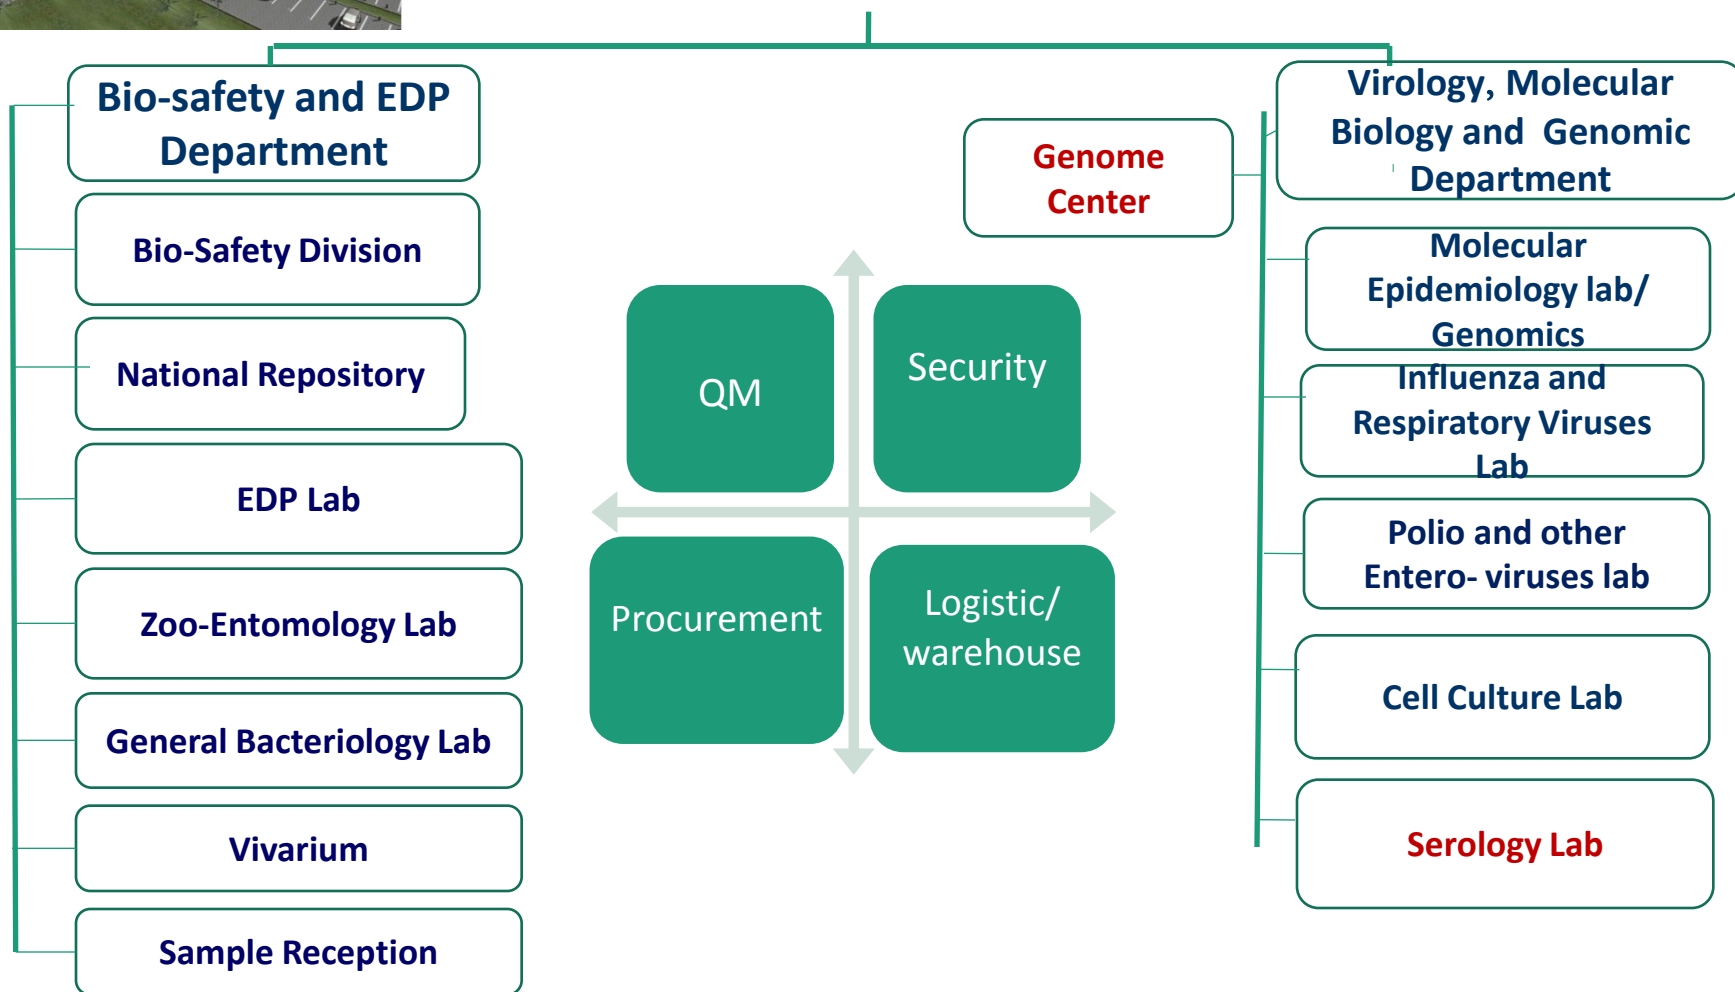 Bio-safety and EDP
Department
Bio-Safety Division
National Repository
EDP Lab
Zoo-Entomology Lab
General Bacteriology Lab
Vivarium
Sample Reception
QM
Security
Procurement
Logistic/
warehouse
Genome
Center
Virology, Molecular
Biology and  Genomic
Department
Molecular
Epidemiology lab/
Genomics
Influenza and
Respiratory Viruses
Lab
Polio and other
Entero- viruses lab
Cell Culture Lab
Serology Lab